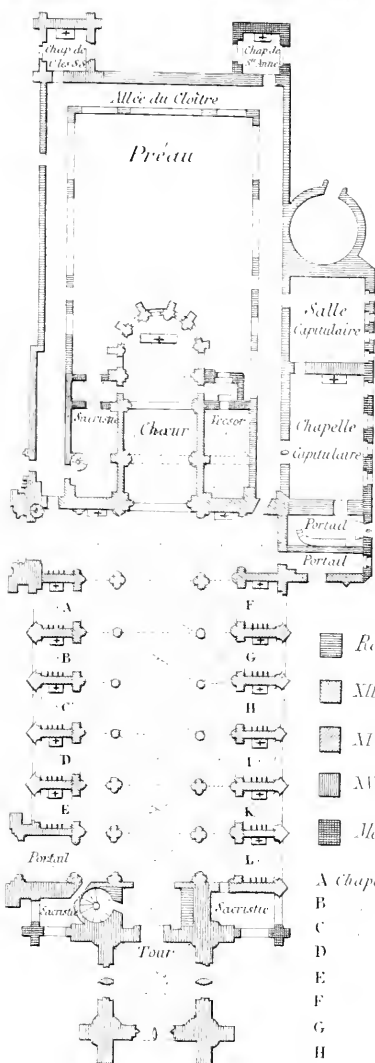 Chap de
Chap de
Ste Anne
Allée du Cloître
Préau
Salle
Capitulaire
Sacristie
Chœur
Trésor
Chapelle
Capitulaire
Portail
Portail
A
F
B
G
C
H
D
I
E
K
Portail
L
Sacristie
Sacristie
Tour
A Chap
B
C
D
E
F
G
H